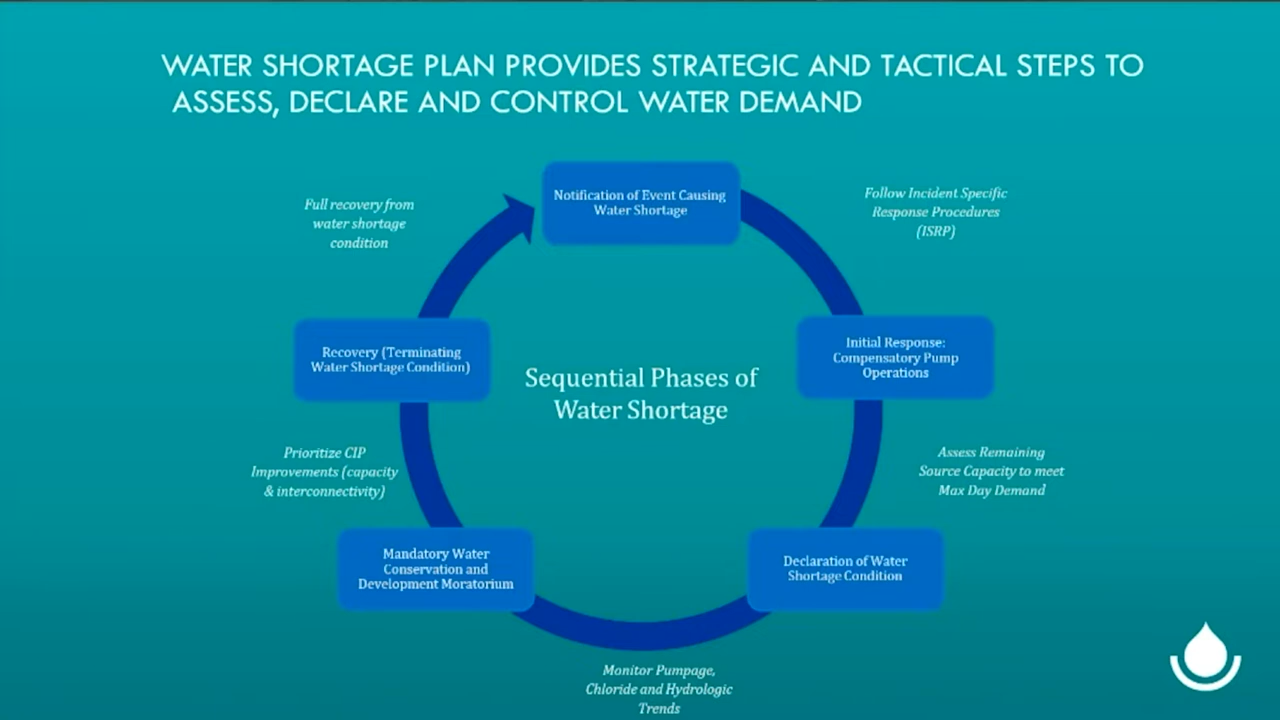 WATER SHORTAGE PLAN PROVIDES STRATEGIC AND TACTICAL STEPS TO
ASSESS, DECLARE AND CONTROL WATER DEMAND
Notification of Event Causing
Water Shortage
Follow Incident Specific
Response Procedures
(ISRP)
Initial Response:
Compensatory Pump
Operations
Assess Remaining
Source Capacity to meet
Max Day Demand
Declaration of Water
Shortage Condition
Monitor Pumpage,
Chloride and Hydrologic
Trends
Mandatory Water
Conservation and
Development Moratorium
Prioritize CIP
Improvements (capacity
& interconnectivity)
Recovery (Terminating
Water Shortage Condition)
Full recovery from
water shortage
condition
Sequential Phases of
Water Shortage